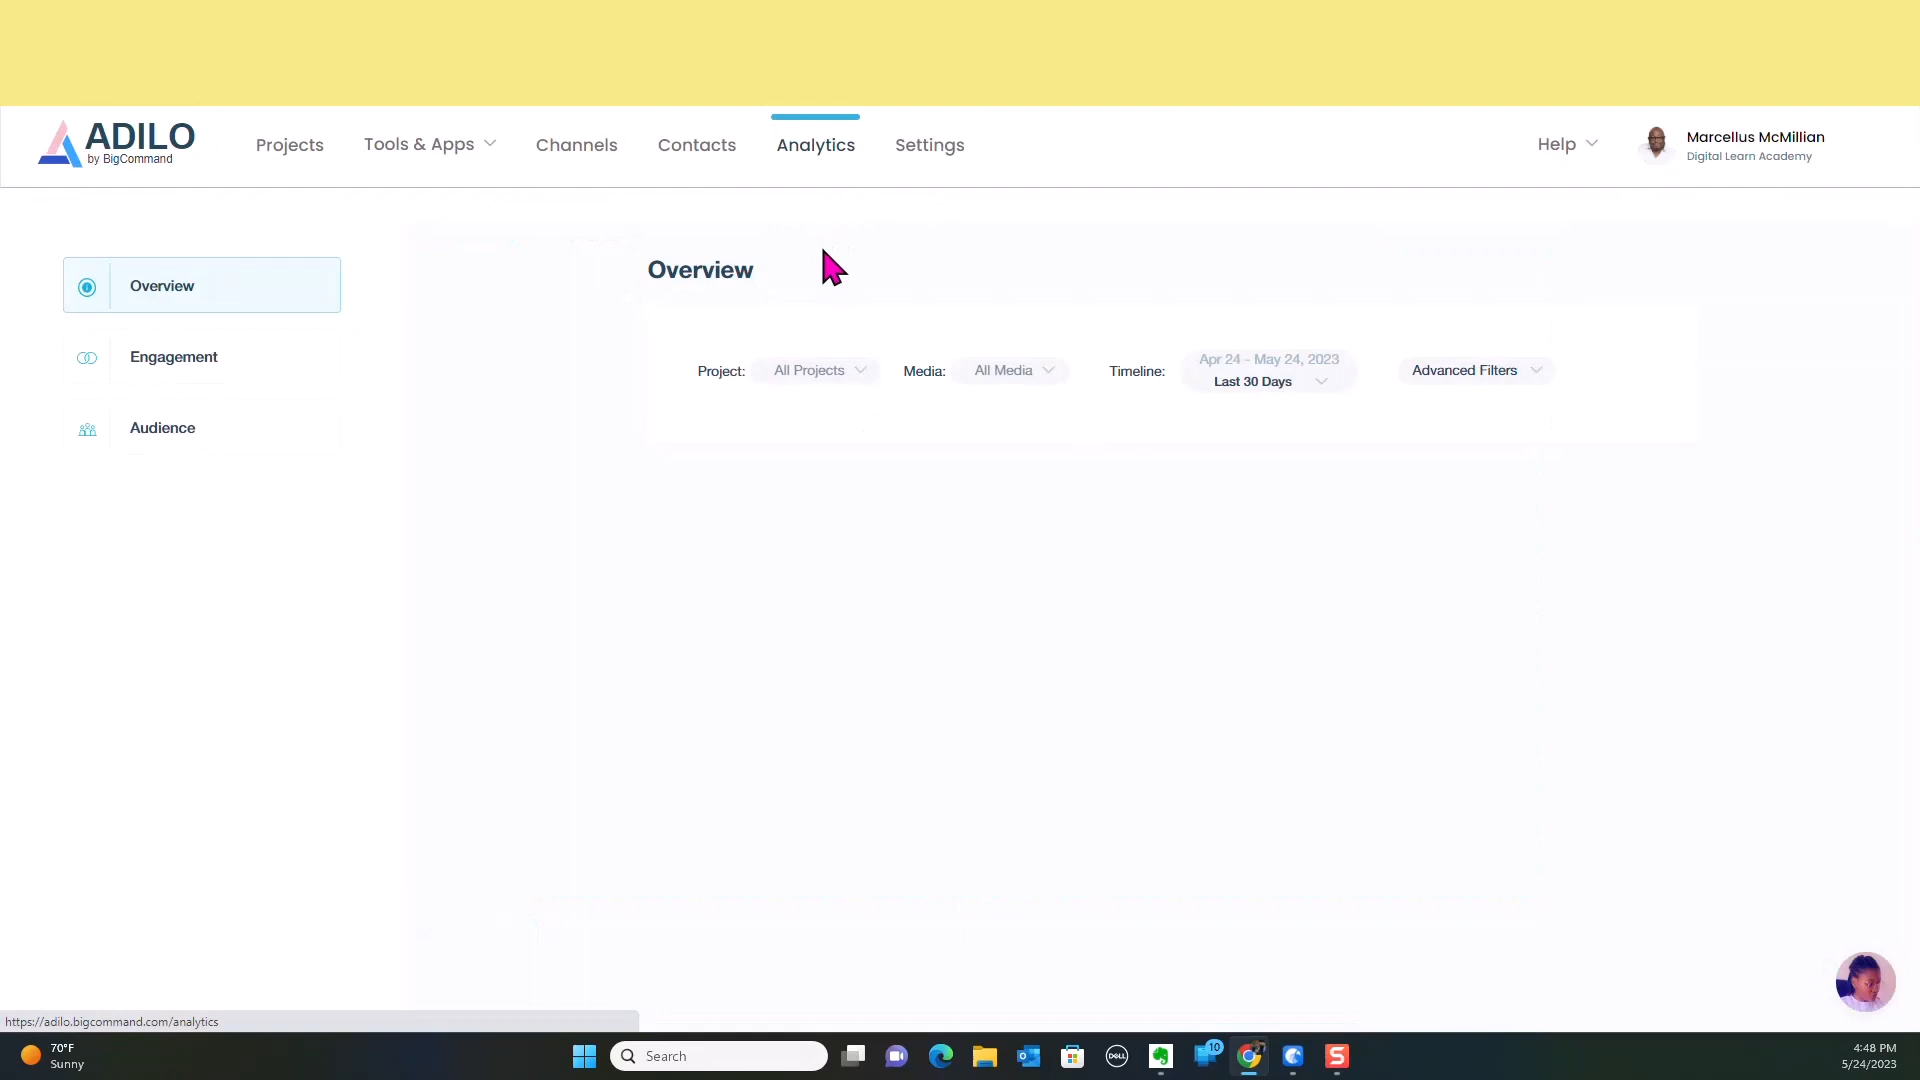 ADILO
by BigCommand
Projects
Tools & Apps
Channels
Contacts
Analytics
Settings
Help
Marcellus McMillian
Digital Learn Academy
Overview
Engagement
Audience
Overview
Project: All Projects
Media: All Media
Timeline: Apr 24 - May 24, 2023
Last 30 Days
Advanced Filters
https://adilo.bigcommand.com/analytics
70°F
Sunny
Search
DELL
10
S
4:48 PM
5/24/2023